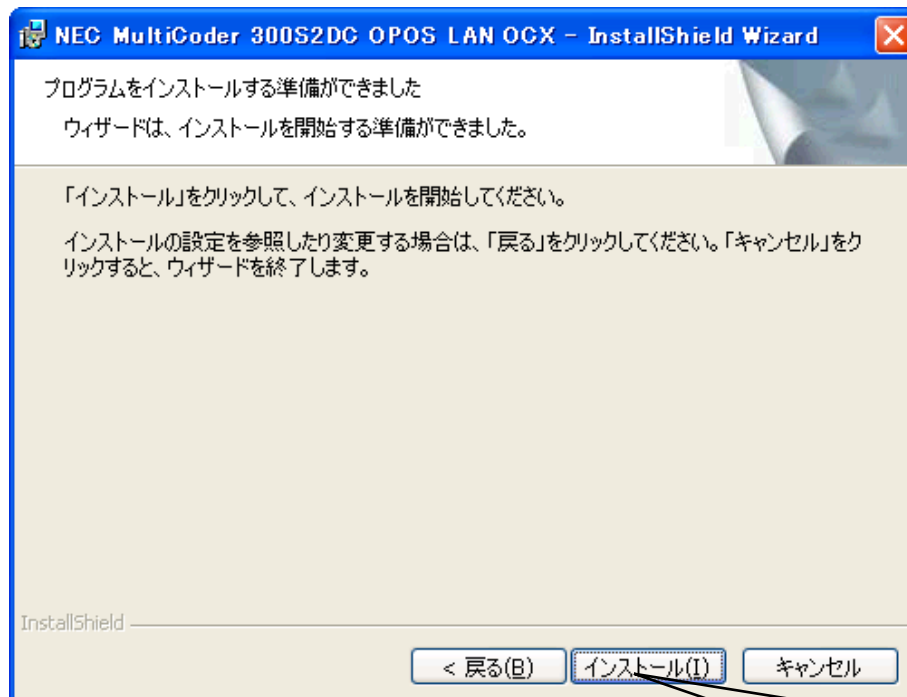 NEC MultiCoder 300S2DC OPOS LAN OCX - InstallShield Wizard
プログラムをインストールする準備ができました
ウィザードは、インストールを開始する準備ができました。
「インストール」をクリックして、インストールを開始してください。
インストールの設定を参照したり変更する場合は、「戻る」をクリックしてください。「キャンセル」をク
リックすると、ウィザードを終了します。
InstallShield
< 戻る(B) インストール(I) キャンセル